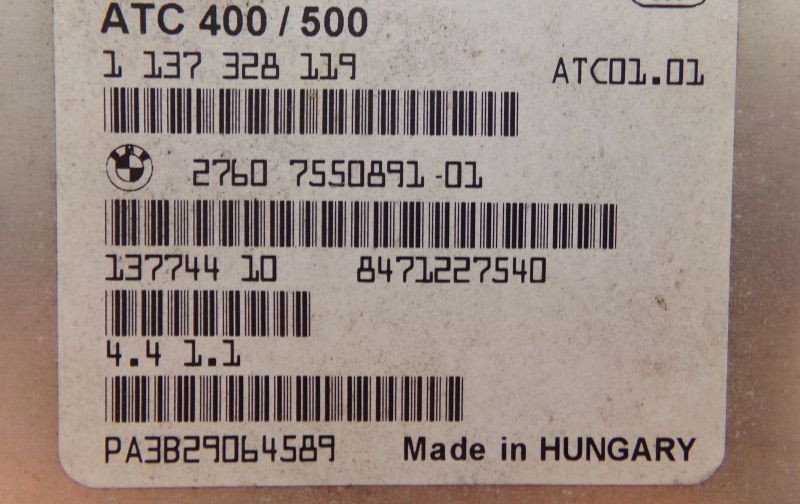 ATC 400 / 500
1 137 328 119 ATC01.01
2760 7550891-01
137744 10 8471227540
4.4 1.1
PA3B29064589 Made in HUNGARY